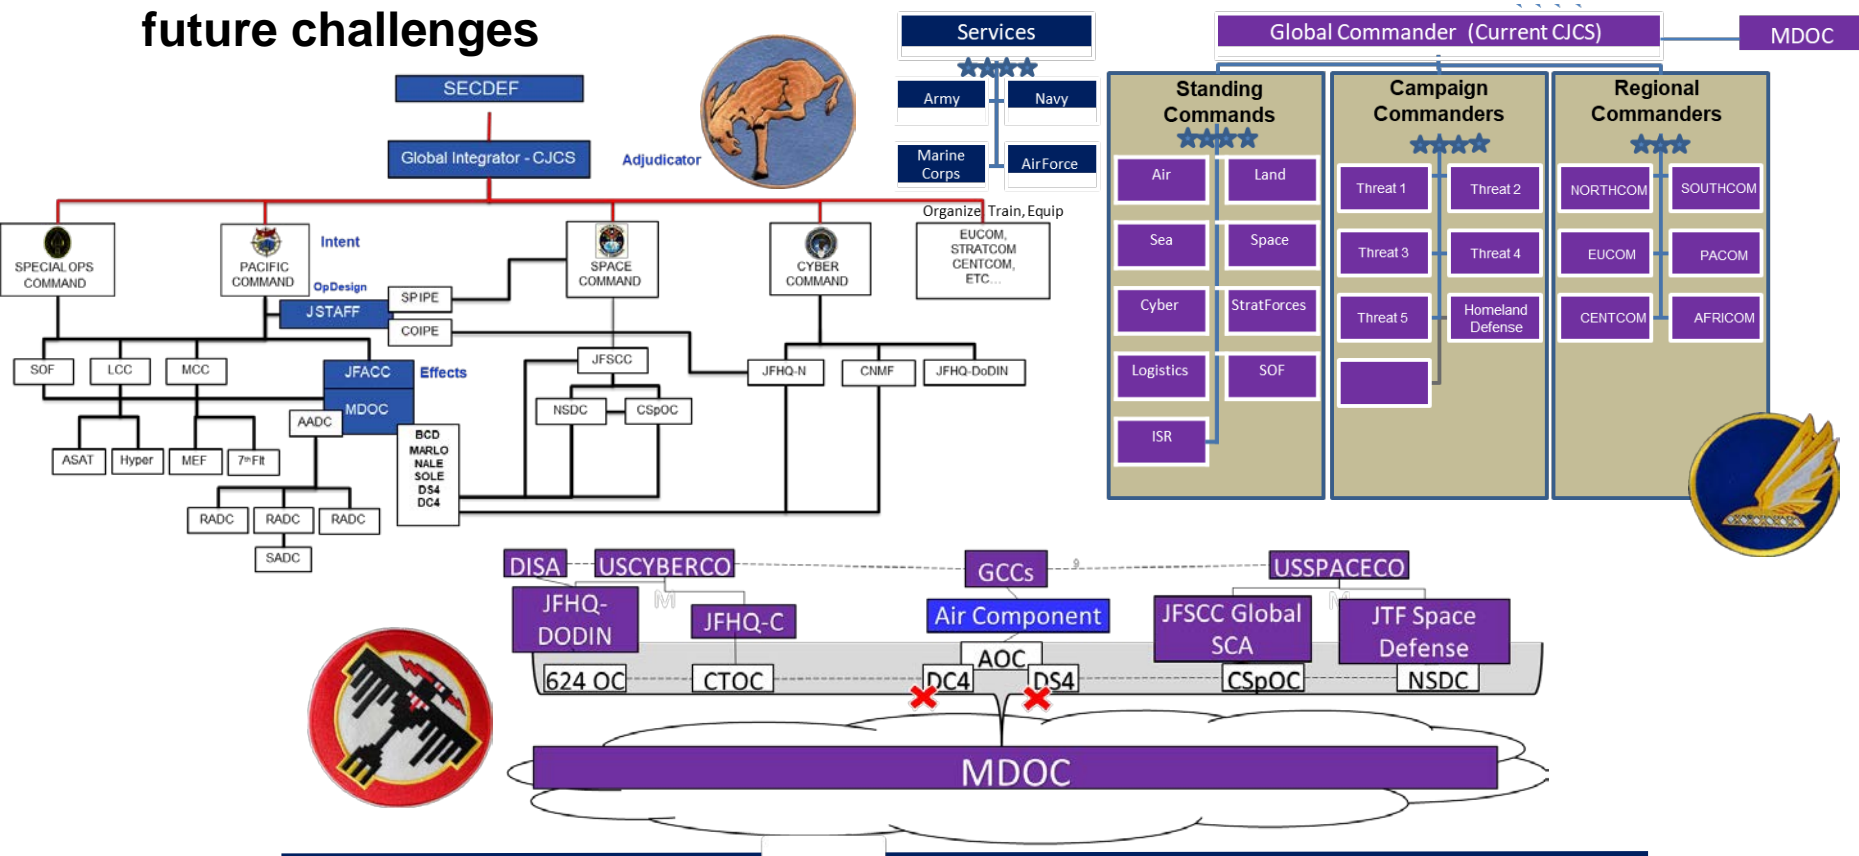 future challenges
SECDEF
Global Integrator - CJCS
Adjudicator
SPECIAL OPS
COMMAND
PACIFIC
COMMAND
Intent
OpDesign
SPACE
COMMAND
CYBER
COMMAND
EUCOM,
STRATCOM
CENTCOM,
ETC...
JSTAFF
SPIPE
COIPE
SOF
LCC
MCC
JFACC
Effects
MDOC
AADC
JFSCC
JFHQ-N
CNMF
JFHQ-DoDIN
NSDC
CSpOC
ASAT
Hyper
MEF
7th Flt
BCD
MARLO
NALE
SOLE
DS4
DC4
RADC
RADC
RADC
SADC
Services
Army
Navy
Marine
Corps
Air Force
Organize, Train, Equip
Global Commander (Current CJCS)
MDOC
Standing
Commands
Air
Land
Sea
Space
Cyber
StratForces
Logistics
SOF
ISR
Campaign
Commanders
Threat 1
Threat 2
Threat 3
Threat 4
Threat 5
Homeland
Defense
Regional
Commanders
NORTHCOM
SOUTHCOM
EUCOM
PACOM
CENTCOM
AFRICOM
DISA
USCYBERCO
M
GCCs
9
USSPACECO
M
JFHQ-
DODIN
JFHQ-C
Air Component
JFSCC Global
SCA
JTF Space
Defense
AOC
624 OC
CTOC
DC4
DS4
CSpOC
NSDC
MDOC